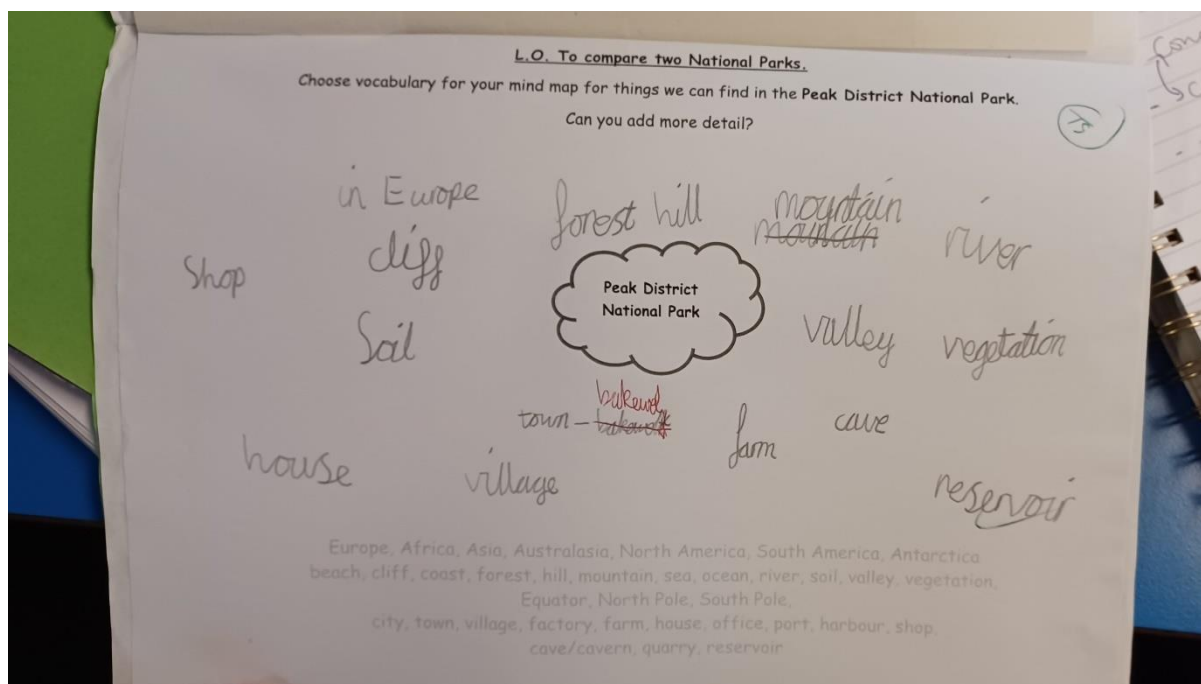 L.O. To compare two National Parks.
Choose vocabulary for your mind map for things we can find in the Peak District National Park.
Can you add more detail?
TS
in Europe
forest hill
mountain
mountain
river
Shop
cliff
Soil
Peak District
National Park
valley
vegetation
bakewell
town –
farm
cave
house
village
reservoir
Europe, Africa, Asia, Australasia, North America, South America, Antarctica
beach, cliff, coast, forest, hill, mountain, sea, ocean, river, soil, valley, vegetation,
Equator, North Pole, South Pole,
city, town, village, factory, farm, house, office, port, harbour, shop,
cave/cavern, quarry, reservoir